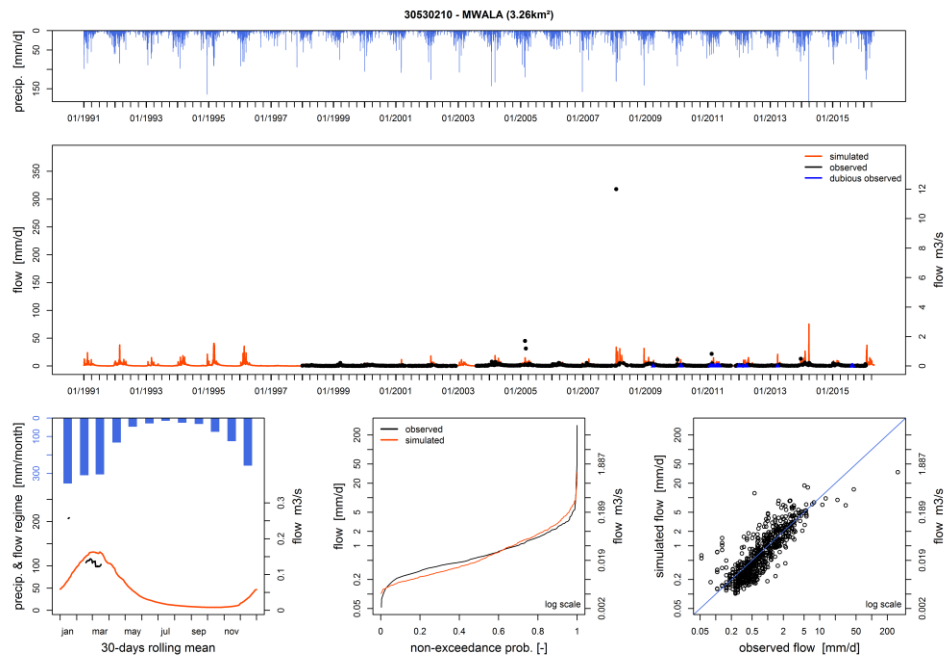 30530210 - MWALA (3.26km²)
precip. [mm/d]
0
50
150
01/1991 01/1993 01/1995 01/1997 01/1999 01/2001 01/2003 01/2005 01/2007 01/2009 01/2011 01/2013 01/2015
flow [mm/d]
350
300
250
200
150
100
50
0
simulated
observed
dubious observed
12
10
8
6
4
2
0
flow m3/s
01/1991 01/1993 01/1995 01/1997 01/1999 01/2001 01/2003 01/2005 01/2007 01/2009 01/2011 01/2013 01/2015
precip. & flow regime [mm/month]
0
100
300
200
150
100
50
0
0.3
0.2
0.1
0
flow m3/s
jan mar may jul sep nov
30-days rolling mean
flow [mm/d]
200
50
20
5
2
1
0.2
0.05
observed
simulated
log scale
1.887
0.189
0.019
0.002
flow m3/s
0 0.2 0.4 0.6 0.8 1
non-exceedance prob. [-]
simulated flow [mm/d]
200
50
20
5
2
1
0.2
0.05
log scale
1.887
0.189
0.019
0.002
flow m3/s
0.05 0.2 0.5 2 5 10 50 200
observed flow [mm/d]